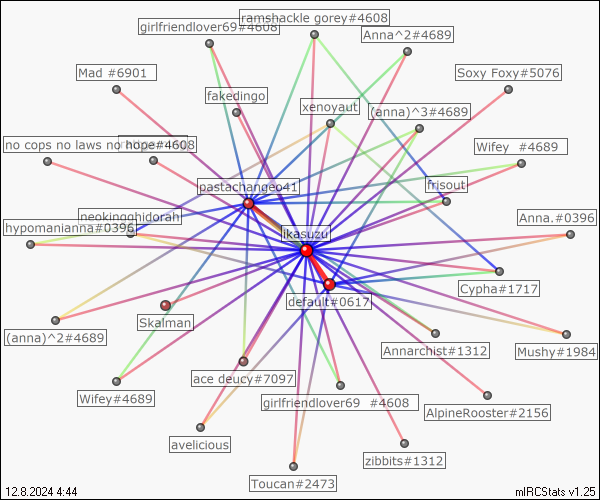 ramshackle gorey#4608
girlfriendlover69#4608
Anna^2#4689
Mad #6901
Soxy Foxy#5076
fakedingo
xenoyaut
(anna)^3#4689
no cops no laws no
#4608
Wifey   #4689
pastachangeo41
frisout
neokingghidorah
Anna.#0396
hypomanianna#0396
ikasuzu
Cypha#1717
default#0617
Skalman
(anna)^2#4689
Annarchist#1312
Mushy#1984
ace deucy#7097
Wifey#4689
girlfriendlover69  #4608
AlpineRooster#2156
avelicious
zibbits#1312
Toucan#2473
12.8.2024 4:44
mIRCStats v1.25